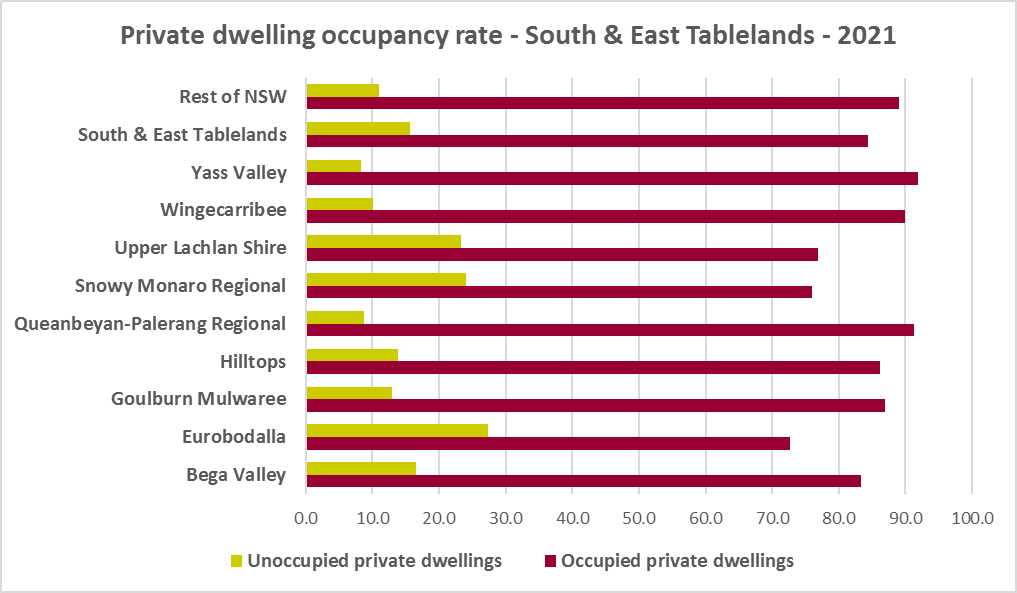 Private dwelling occupancy rate - South & East Tablelands - 2021
Rest of NSW
South & East Tablelands
Yass Valley
Wingecarribee
Upper Lachlan Shire
Snowy Monaro Regional
Queanbeyan-Palerang Regional
Hilltops
Goulburn Mulwaree
Eurobodalla
Bega Valley
0.0 10.0 20.0 30.0 40.0 50.0 60.0 70.0 80.0 90.0 100.0
Unoccupied private dwellings Occupied private dwellings